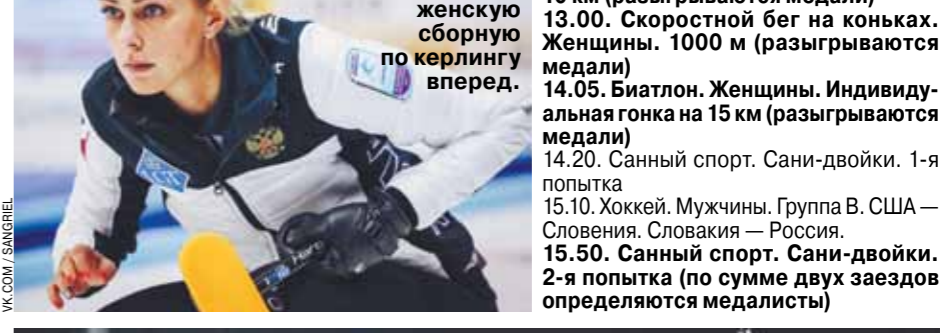 женскую
сборную
по керлингу
вперед.
VK.COM / SANGRIEL
13.00. Скоростной бег на коньках.
Женщины. 1000 м (разыгрываются
медали)
14.05. Биатлон. Женщины. Индивиду-
альная гонка на 15 км (разыгрываются
медали)
14.20. Санный спорт. Сани-двойки. 1-я
попытка
15.10. Хоккей. Мужчины. Группа B. США —
Словения. Словакия — Россия.
15.50. Санный спорт. Сани-двойки.
2-я попытка (по сумме двух заездов
определяются медалисты)